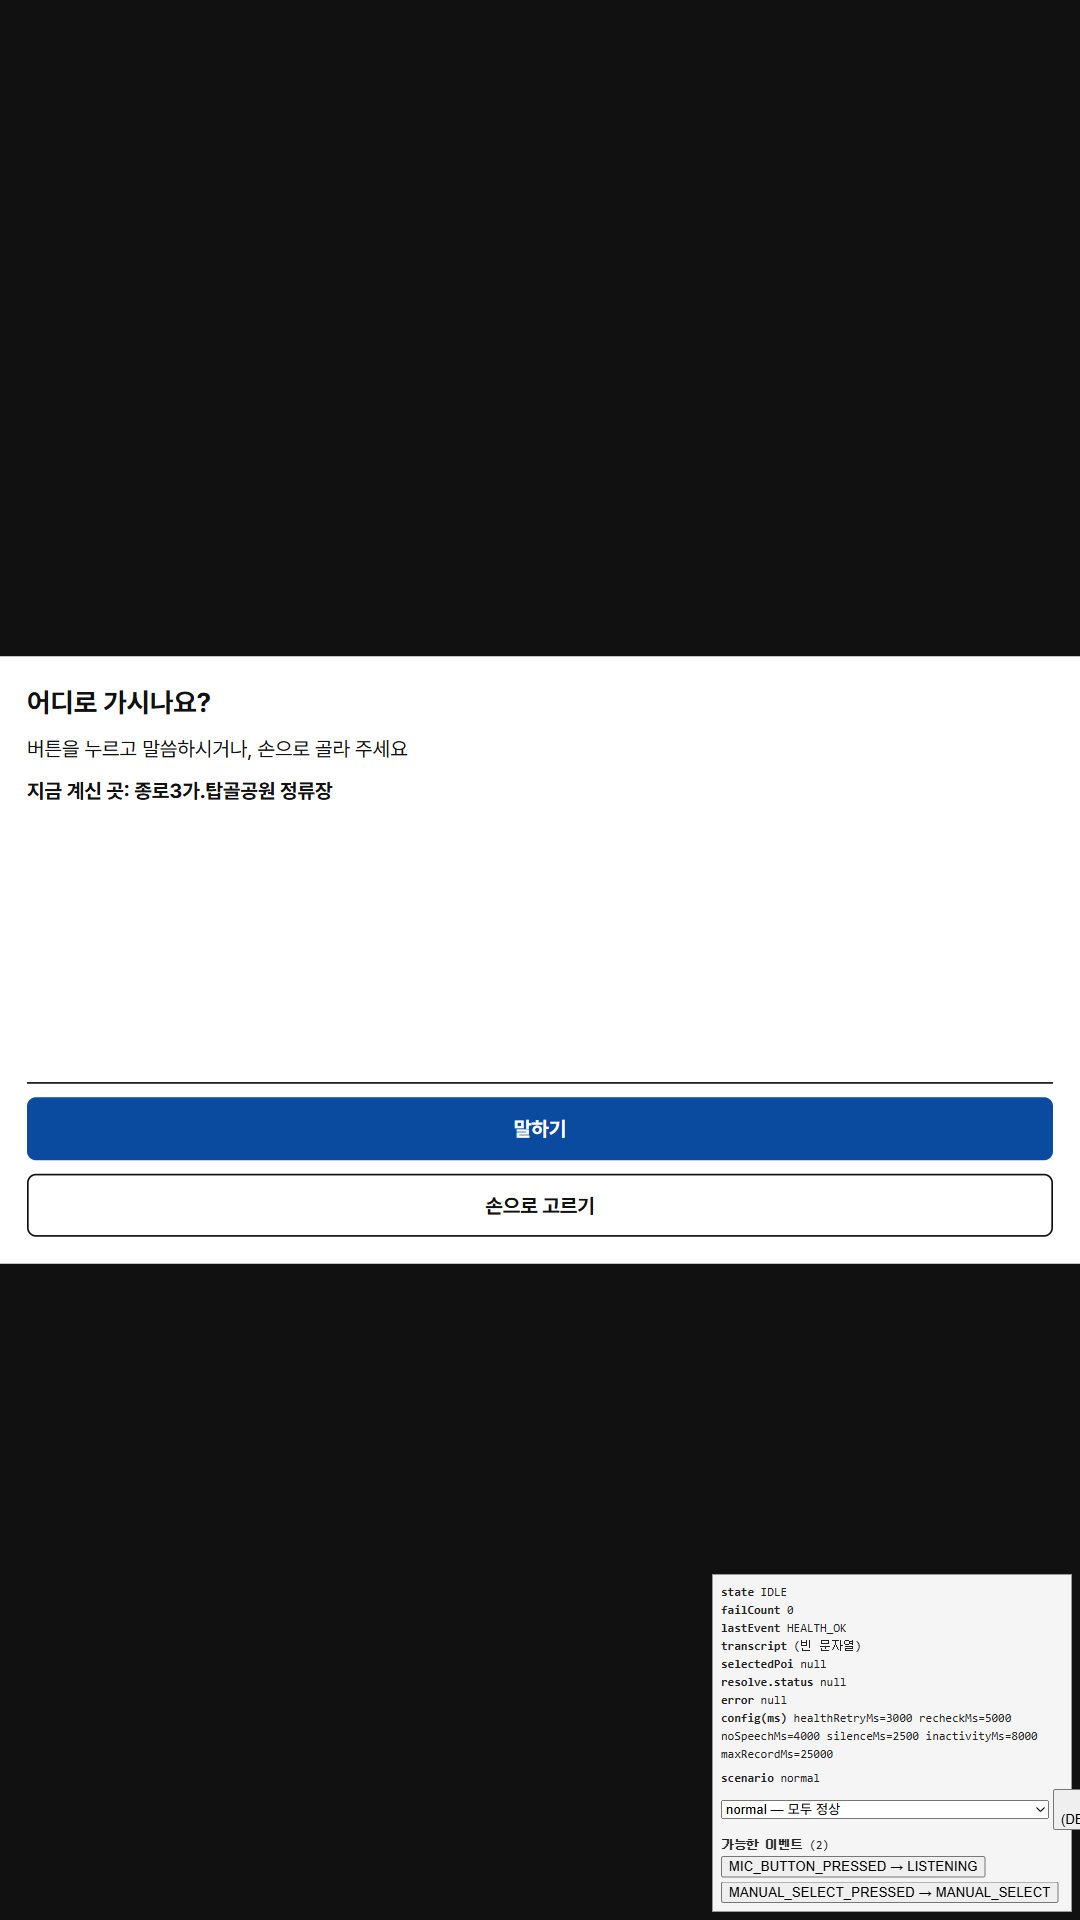 어디로 가시나요?
버튼을 누르고 말씀하시거나, 손으로 골라 주세요
지금 계신 곳: 종로3가.탑골공원 정류장
말하기
손으로 고르기
state IDLE
failCount 0
lastEvent HEALTH_OK
transcript (빈 문자열)
selectedPoi null
resolve.status null
error null
config(ms) healthRetryMs=3000 recheckMs=5000
noSpeechMs=4000 silenceMs=2500 inactivityMs=8000
maxRecordMs=25000
scenario normal
normal — 모두 정상
가능한 이벤트 (2)
MIC_BUTTON_PRESSED → LISTENING
MANUAL_SELECT_PRESSED → MANUAL_SELECT